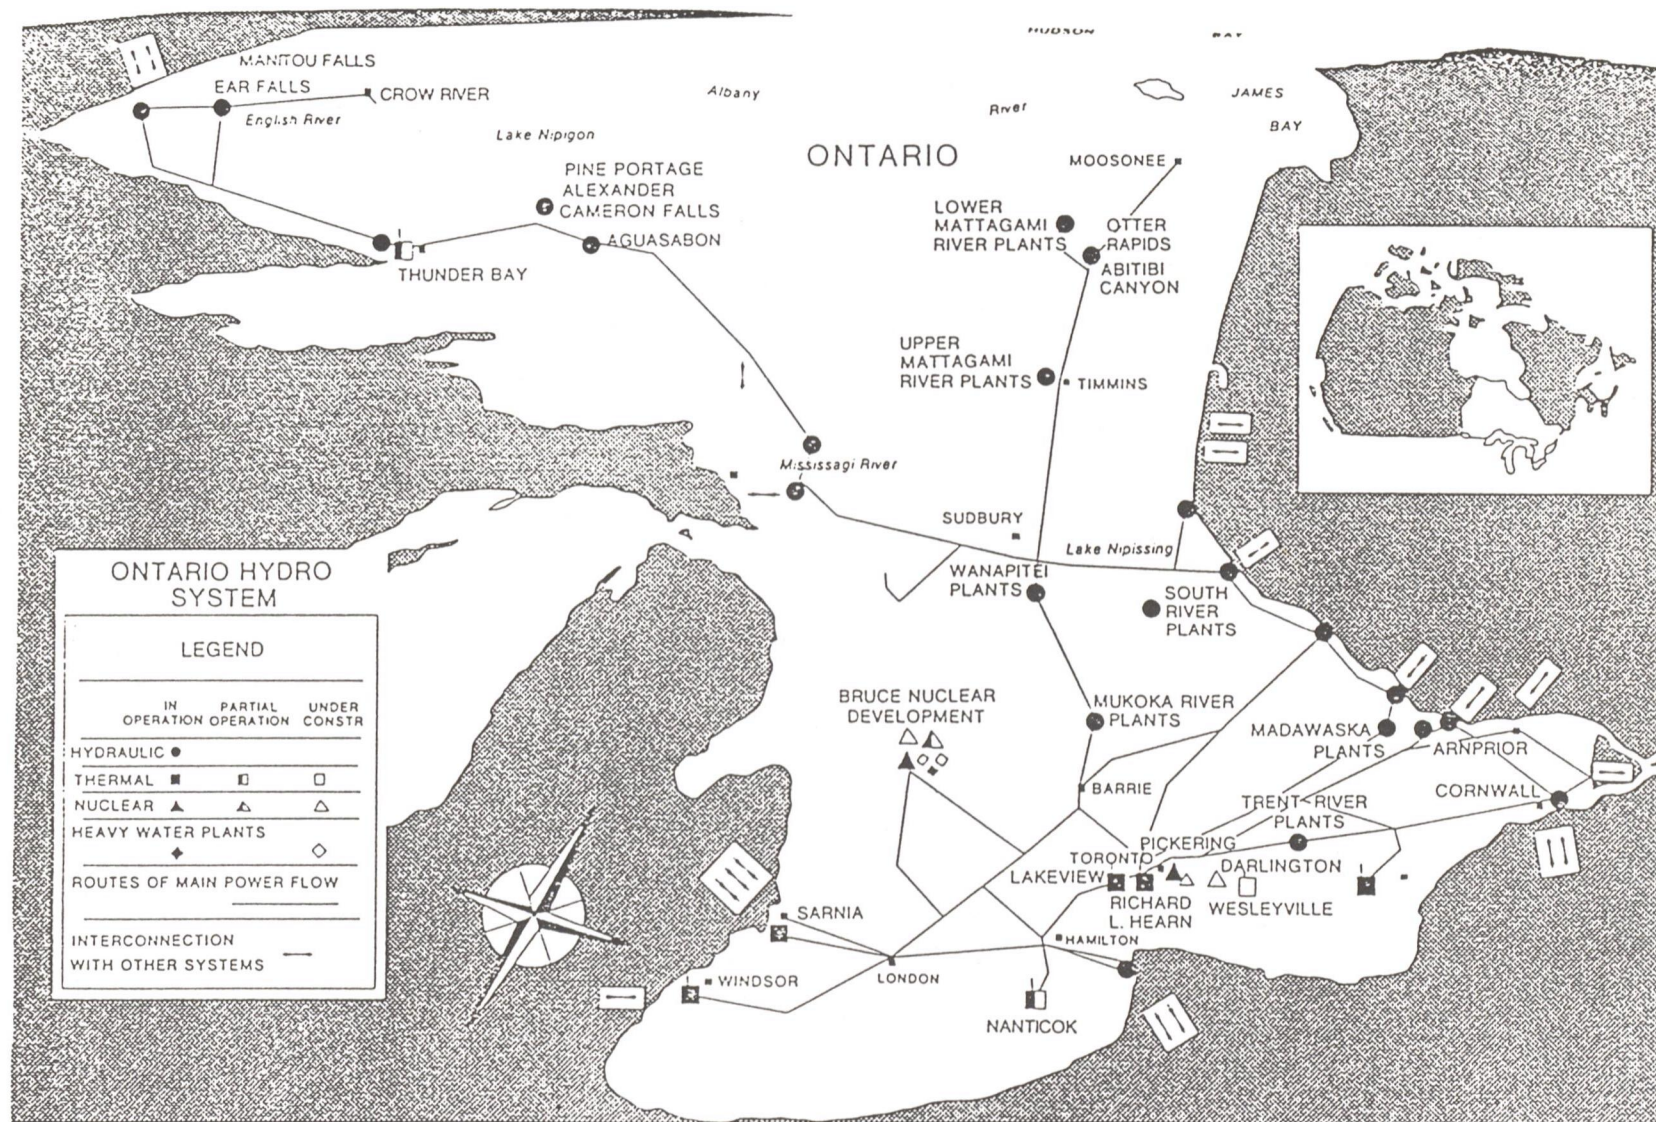 HUDSON BAY
MANITOU FALLS
EAR FALLS
CROW RIVER
English River
Albany
River
JAMES
BAY
Lake Nipigon
ONTARIO
MOOSONEE
PINE PORTAGE
ALEXANDER
CAMERON FALLS
AGUASABON
THUNDER BAY
LOWER
MATTAGAMI
RIVER PLANTS
OTTER
RAPIDS
ABITIBI
CANYON
UPPER
MATTAGAMI
RIVER PLANTS
TIMMINS
Mississagi River
SUDBURY
Lake Nipissing
WANAPITEI
PLANTS
SOUTH
RIVER
PLANTS
BRUCE NUCLEAR
DEVELOPMENT
MUKOKA RIVER
PLANTS
MADAWASKA
PLANTS
ARNPRIOR
BARRIE
CORNWALL
TRENT RIVER
PLANTS
PICKERING
TORONTO
LAKEVIEW
DARLINGTON
RICHARD
L. HEARN
WESLEYVILLE
SARNIA
HAMILTON
WINDSOR
LONDON
NANTICOK
ONTARIO HYDRO
SYSTEM
LEGEND
IN OPERATION
PARTIAL OPERATION
UNDER CONSTR
HYDRAULIC
THERMAL
NUCLEAR
HEAVY WATER PLANTS
ROUTES OF MAIN POWER FLOW
INTERCONNECTION
WITH OTHER SYSTEMS